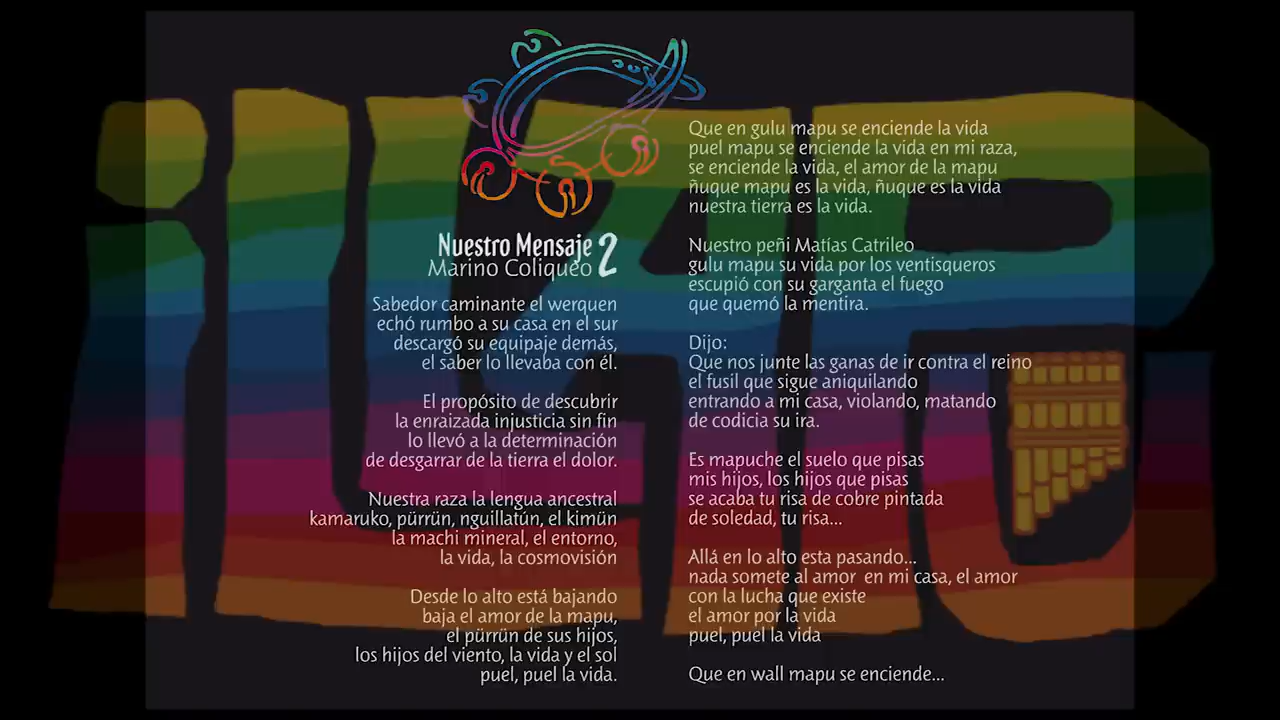 Nuestro Mensaje 2
Marino Coliqueo
Sabedor caminante el werquen
echó rumbo a su casa en el sur
descargó su equipaje demás,
el saber lo llevaba con él.
El propósito de descubrir
la enraizada injusticia sin fin
lo llevó a la determinación
de desgarrar de la tierra el dolor.
Nuestra raza la lengua ancestral
kamaruko, pürrün, nguillatún, el kimün
la machi mineral, el entorno,
la vida, la cosmovisión
Desde lo alto está bajando
baja el amor de la mapu,
el pürrün de sus hijos,
los hijos del viento, la vida y el sol
puel, puel la vida.
Que en gulu mapu se enciende la vida
puel mapu se enciende la vida en mi raza,
se enciende la vida, el amor de la mapu
ñuque mapu es la vida, ñuque es la vida
nuestra tierra es la vida.
Nuestro peñi Matías Catrileo
gulu mapu su vida por los ventisqueros
escupió con su garganta el fuego
que quemó la mentira.
Dijo:
Que nos junte las ganas de ir contra el reino
el fusil que sigue aniquilando
entrando a mi casa, violando, matando
de codicia su ira.
Es mapuche el suelo que pisas
mis hijos, los hijos que pisas
se acaba tu risa de cobre pintada
de soledad, tu risa...
Allá en lo alto esta pasando...
nada somete al amor en mi casa, el amor
con la lucha que existe
el amor por la vida
puel, puel la vida
Que en wall mapu se enciende...